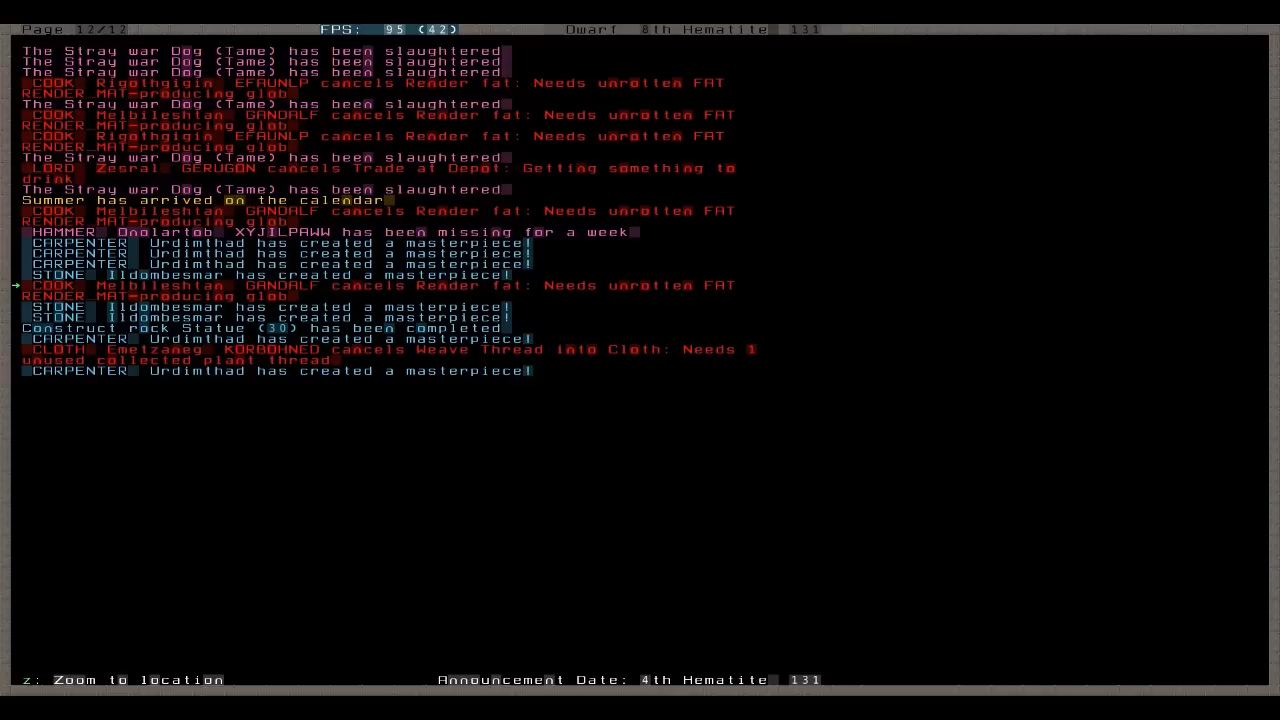 Page 12/12 FPS: 95 (42) Dwarf 8th Hematite 131
The Stray war Dog (Tame) has been slaughtered
The Stray war Dog (Tame) has been slaughtered
The Stray war Dog (Tame) has been slaughtered
COOK Rigothgigin EFAUNLP cancels Render fat: Needs unrotten FAT
RENDER_MAT-producing glob
The Stray war Dog (Tame) has been slaughtered
COOK Melbileshtan GANDALF cancels Render fat: Needs unrotten FAT
RENDER_MAT-producing glob
COOK Rigothgigin EFAUNLP cancels Render fat: Needs unrotten FAT
RENDER_MAT-producing glob
The Stray war Dog (Tame) has been slaughtered
LORD Zesral GERUGON cancels Trade at Depot: Getting something to
drink
The Stray war Dog (Tame) has been slaughtered
Summer has arrived on the calendar
COOK Melbileshtan GANDALF cancels Render fat: Needs unrotten FAT
RENDER_MAT-producing glob
HAMMER Onolartob XYJILPAWW has been missing for a week
CARPENTER Urdimthad has created a masterpiece!
CARPENTER Urdimthad has created a masterpiece!
CARPENTER Urdimthad has created a masterpiece!
STONE Ildombesmar has created a masterpiece!
COOK Melbileshtan GANDALF cancels Render fat: Needs unrotten FAT
RENDER_MAT-producing glob
STONE Ildombesmar has created a masterpiece!
STONE Ildombesmar has created a masterpiece!
Construct rock Statue (30) has been completed
CARPENTER Urdimthad has created a masterpiece!
CLOTH Emetzaneg KORBOHNED cancels Weave Thread into Cloth: Needs 1
unused collected plant thread
CARPENTER Urdimthad has created a masterpiece!
z: Zoom to location Announcement Date: 4th Hematite 131